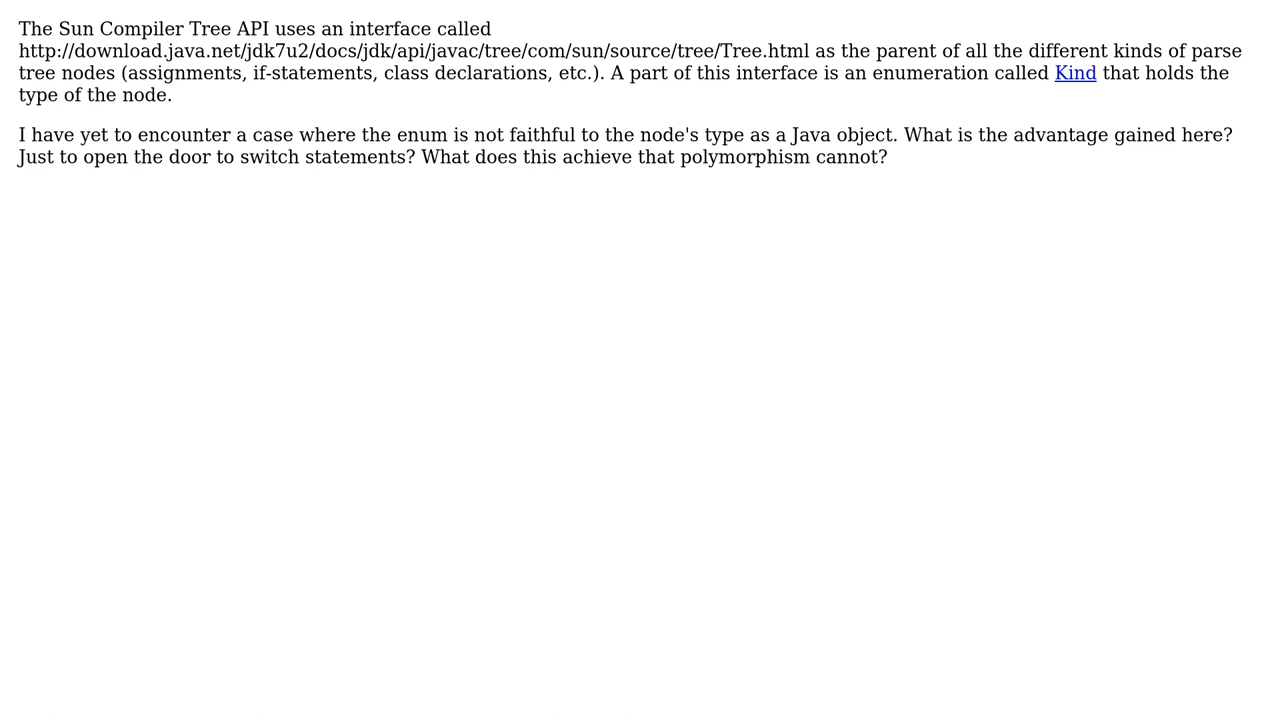 The Sun Compiler Tree API uses an interface called
http://download.java.net/jdk7u2/docs/jdk/api/javac/tree/com/sun/source/tree/Tree.html as the parent of all the different kinds of parse
tree nodes (assignments, if-statements, class declarations, etc.). A part of this interface is an enumeration called Kind that holds the
type of the node.
I have yet to encounter a case where the enum is not faithful to the node's type as a Java object. What is the advantage gained here?
Just to open the door to switch statements? What does this achieve that polymorphism cannot?